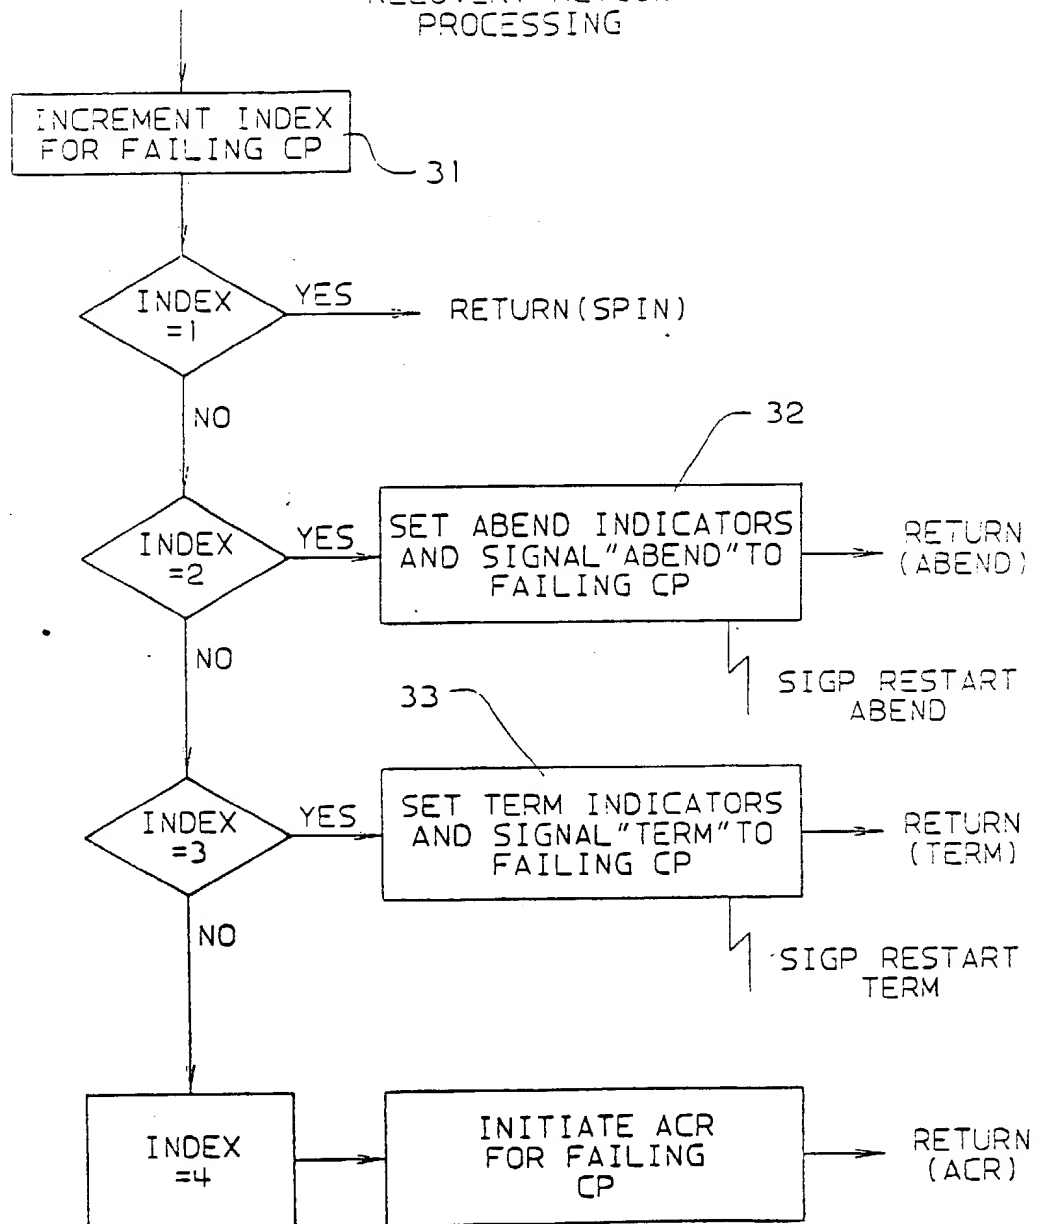 PROCESSING
INCREMENT INDEX
FOR FAILING CP
31
INDEX
=1
YES
RETURN(SPIN)
NO
32
INDEX
=2
YES
SET ABEND INDICATORS
AND SIGNAL"ABEND"TO
FAILING CP
RETURN
(ABEND)
NO
SIGP RESTART
ABEND
33
INDEX
=3
YES
SET TERM INDICATORS
AND SIGNAL"TERM"TO
FAILING CP
RETURN
(TERM)
NO
SIGP RESTART
TERM
INDEX
=4
INITIATE ACR
FOR FAILING
CP
RETURN
(ACR)